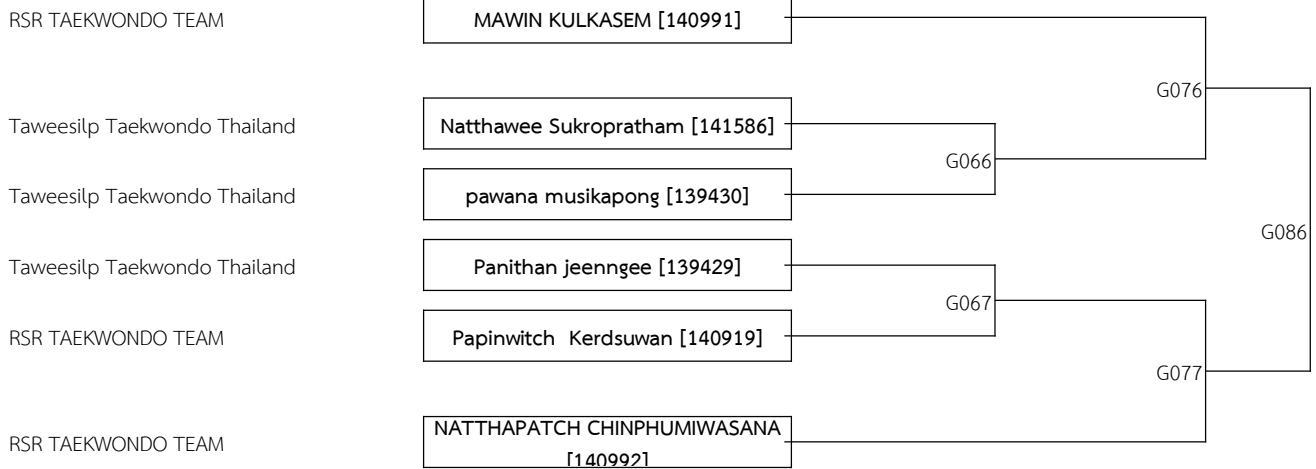 RSR TAEKWONDO TEAM MAWIN KULKASEM [140991]
G076
Taweesilp Taekwondo Thailand Natthawee Sukropratham [141586]
G066
Taweesilp Taekwondo Thailand pawana musikapong [139430]
G086
Taweesilp Taekwondo Thailand Panithan jeenngee [139429]
G067
RSR TAEKWONDO TEAM Papinwitch Kerdsuwan [140919]
G077
RSR TAEKWONDO TEAM NATTHAPATCH CHINPHUMIWASANA
[140992]